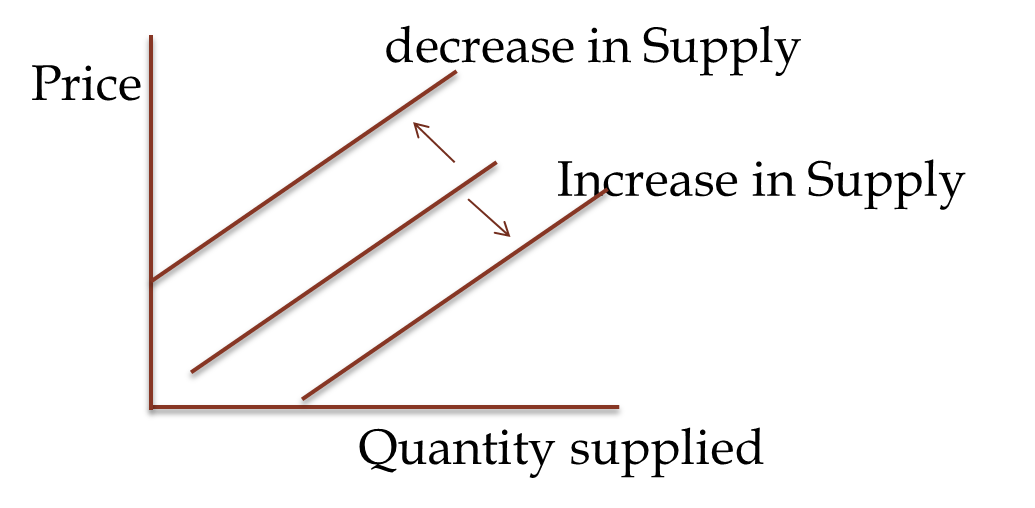 decrease in Supply
Price
Increase in Supply
Quantity supplied